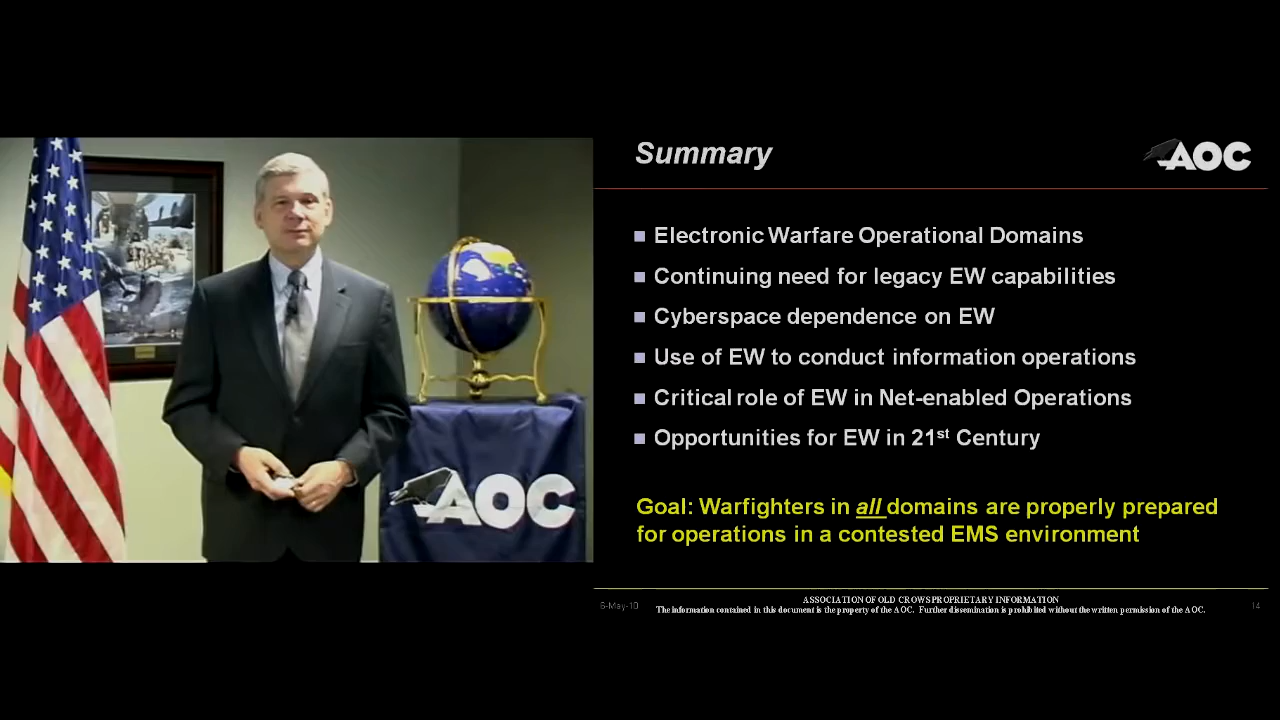 Summary
AOC
Electronic Warfare Operational Domains
Continuing need for legacy EW capabilities
Cyberspace dependence on EW
Use of EW to conduct information operations
Critical role of EW in Net-enabled Operations
Opportunities for EW in 21st Century
AOC
Goal: Warfighters in all domains are properly prepared
for operations in a contested EMS environment
6-May-10
ASSOCIATION OF OLD CROWS PROPRIETARY INFORMATION
The information contained in this document is the property of the AOC. Further dissemination is prohibited without the written permission of the AOC.
14